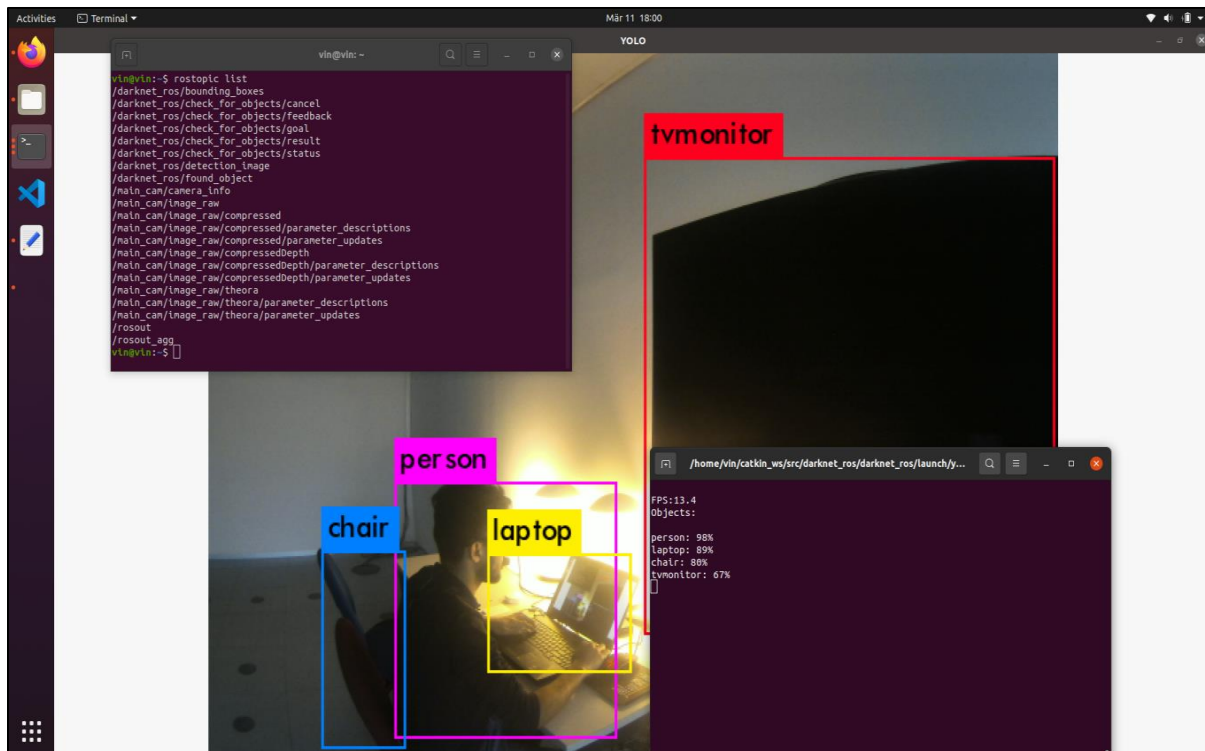 Activities
Terminal
Mär 11 18:00
YOLO
vin@vin: ~
vin@vin:~$ rostopic list
/darknet_ros/bounding_boxes
/darknet_ros/check_for_objects/cancel
/darknet_ros/check_for_objects/feedback
/darknet_ros/check_for_objects/goal
/darknet_ros/check_for_objects/result
/darknet_ros/check_for_objects/status
/darknet_ros/detection_image
/darknet_ros/found_object
/main_cam/camera_info
/main_cam/image_raw
/main_cam/image_raw/compressed
/main_cam/image_raw/compressed/parameter_descriptions
/main_cam/image_raw/compressed/parameter_updates
/main_cam/image_raw/compressedDepth
/main_cam/image_raw/compressedDepth/parameter_descriptions
/main_cam/image_raw/compressedDepth/parameter_updates
/main_cam/image_raw/theora
/main_cam/image_raw/theora/parameter_descriptions
/main_cam/image_raw/theora/parameter_updates
/rosout
/rosout_agg
vin@vin:~$
tvmonitor
person
chair
laptop
/home/vin/catkin_ws/src/darknet_ros/darknet_ros/launch/y...
FPS:13.4
Objects:
person: 98%
laptop: 89%
chair: 80%
tvmonitor: 67%